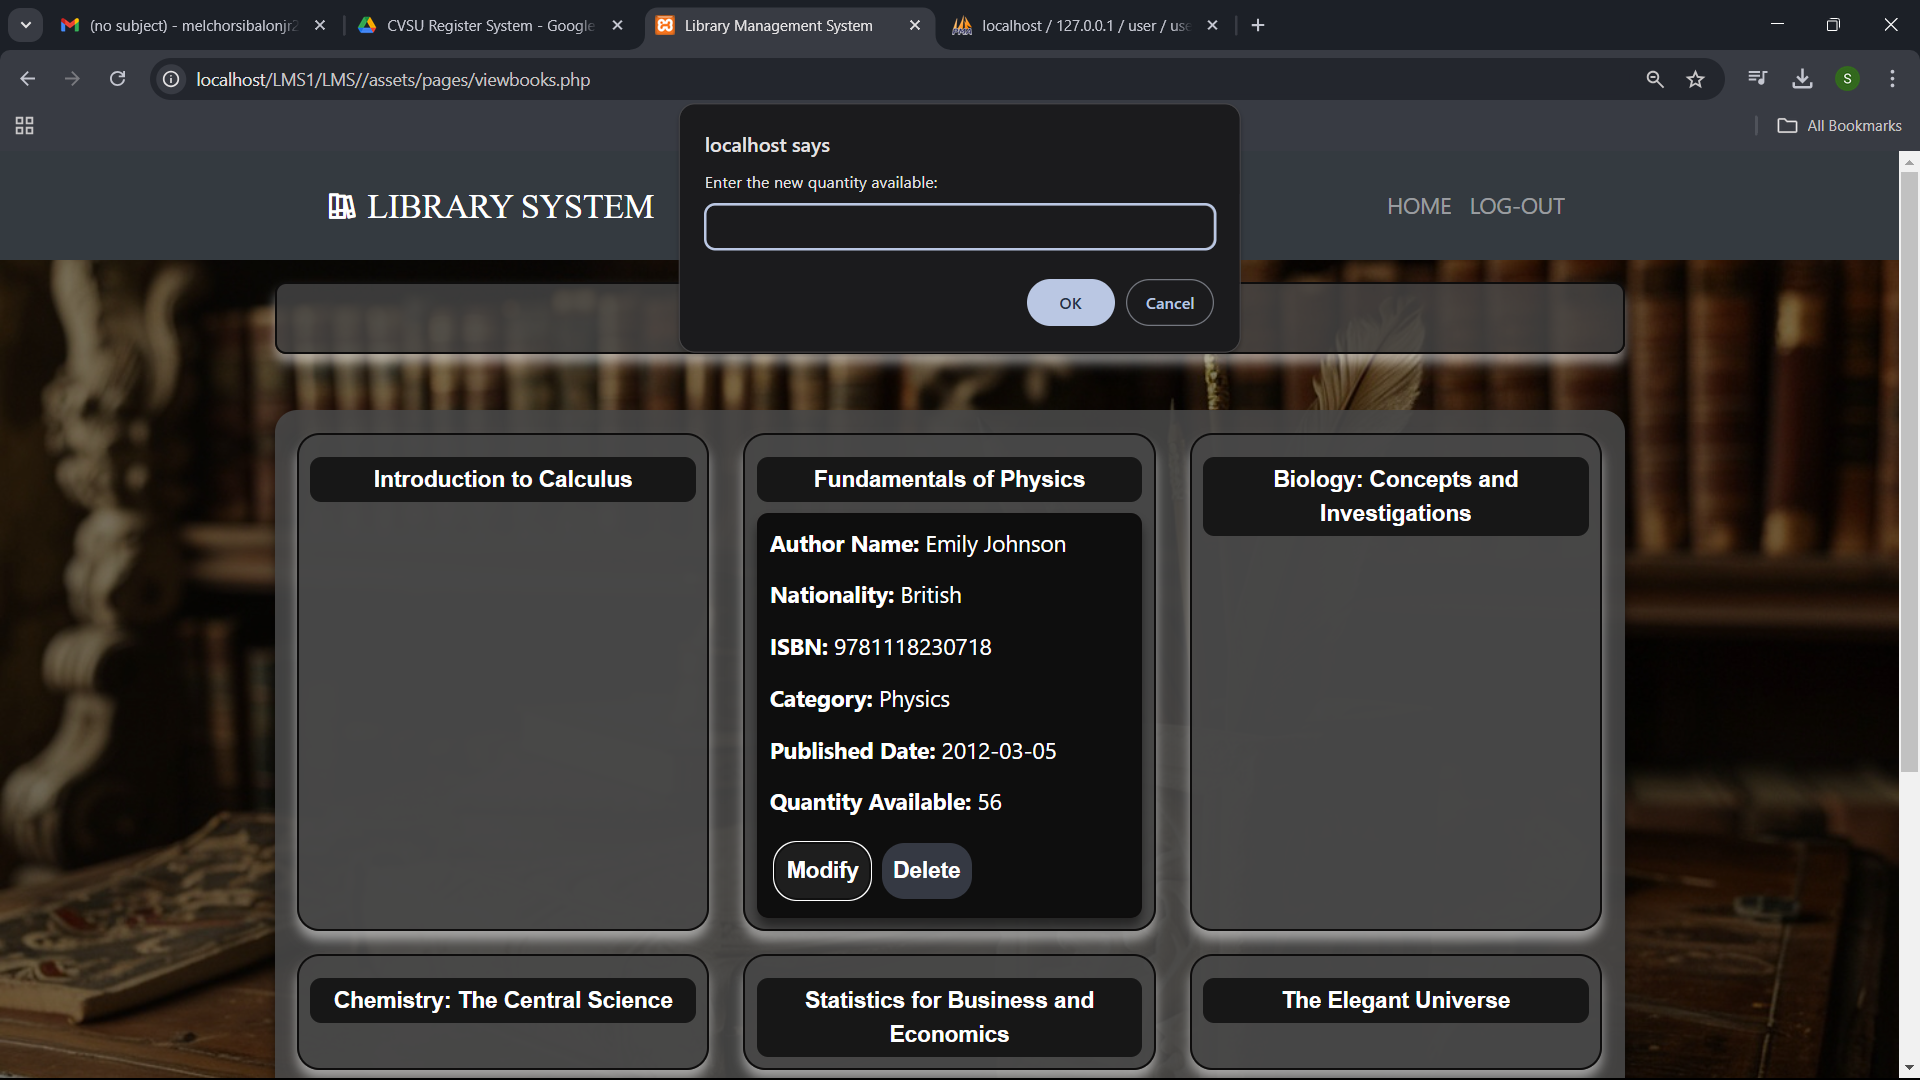 (no subject) - melchorsibalonjr2
CVSU Register System - Google
Library Management System
localhost / 127.0.0.1 / user / use
localhost/LMS1/LMS//assets/pages/viewbooks.php
S
All Bookmarks
localhost says
Enter the new quantity available:
OK
Cancel
LIBRARY SYSTEM
HOME
LOG-OUT
Introduction to Calculus
Fundamentals of Physics
Author Name: Emily Johnson
Nationality: British
ISBN: 9781118230718
Category: Physics
Published Date: 2012-03-05
Quantity Available: 56
Modify
Delete
Biology: Concepts and
Investigations
Chemistry: The Central Science
Statistics for Business and
Economics
The Elegant Universe